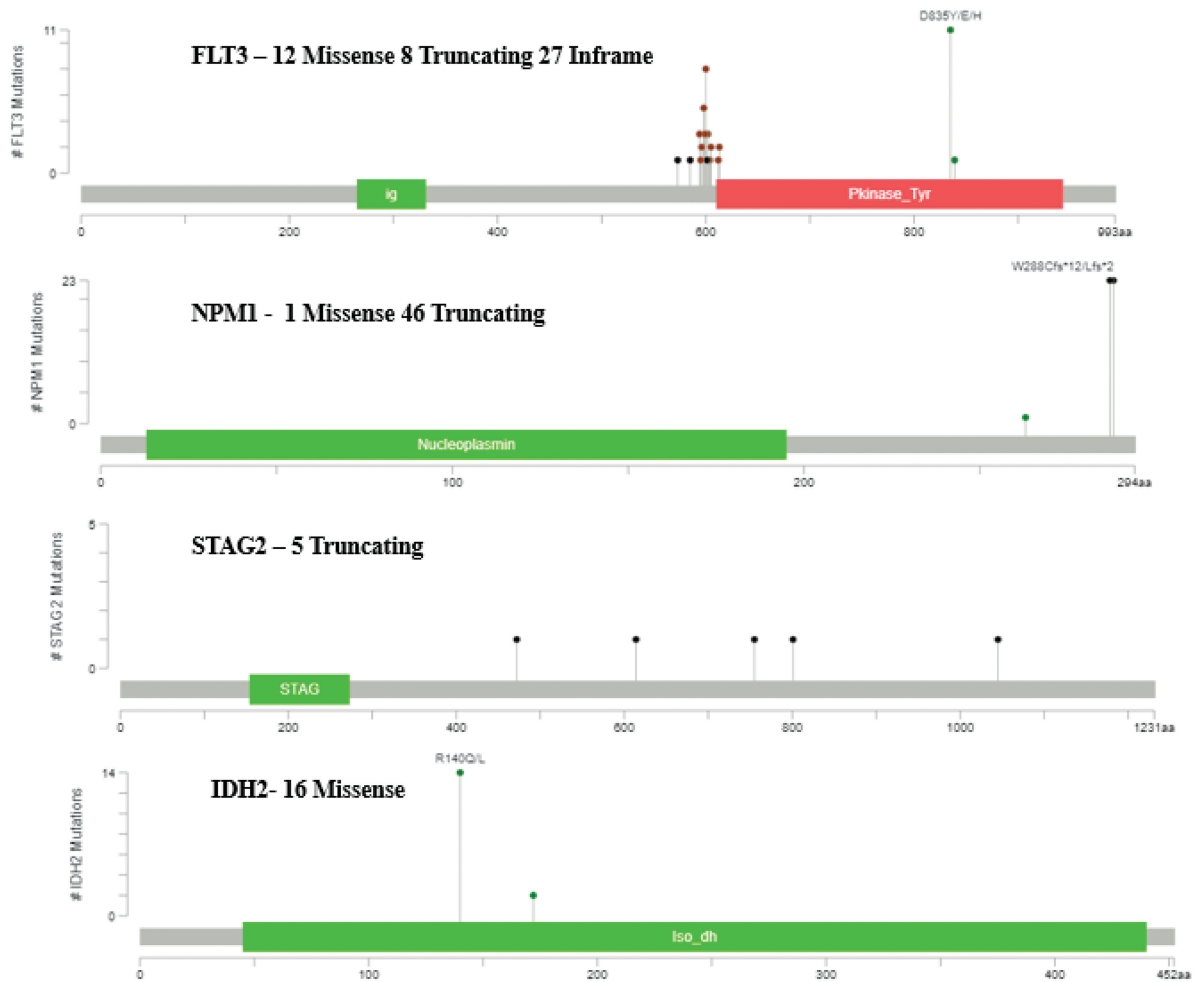 D835Y/E/H
11
FLT3 – 12 Missense 8 Truncating 27 Inframe
# FLT3 Mutations
0
ig
Pkinase_Tyr
0 200 400 600 800 993aa
W288Cfs*12/Lfs*2
23
NPM1 - 1 Missense 46 Truncating
# NPM1 Mutations
0
Nucleoplasmin
0 100 200 294aa
5
STAG2 – 5 Truncating
# STAG2 Mutations
0
STAG
0 200 400 600 800 1000 1231aa
R140Q/L
14
IDH2- 16 Missense
# IDH2 Mutations
0
Iso_dh
0 100 200 300 400 452aa